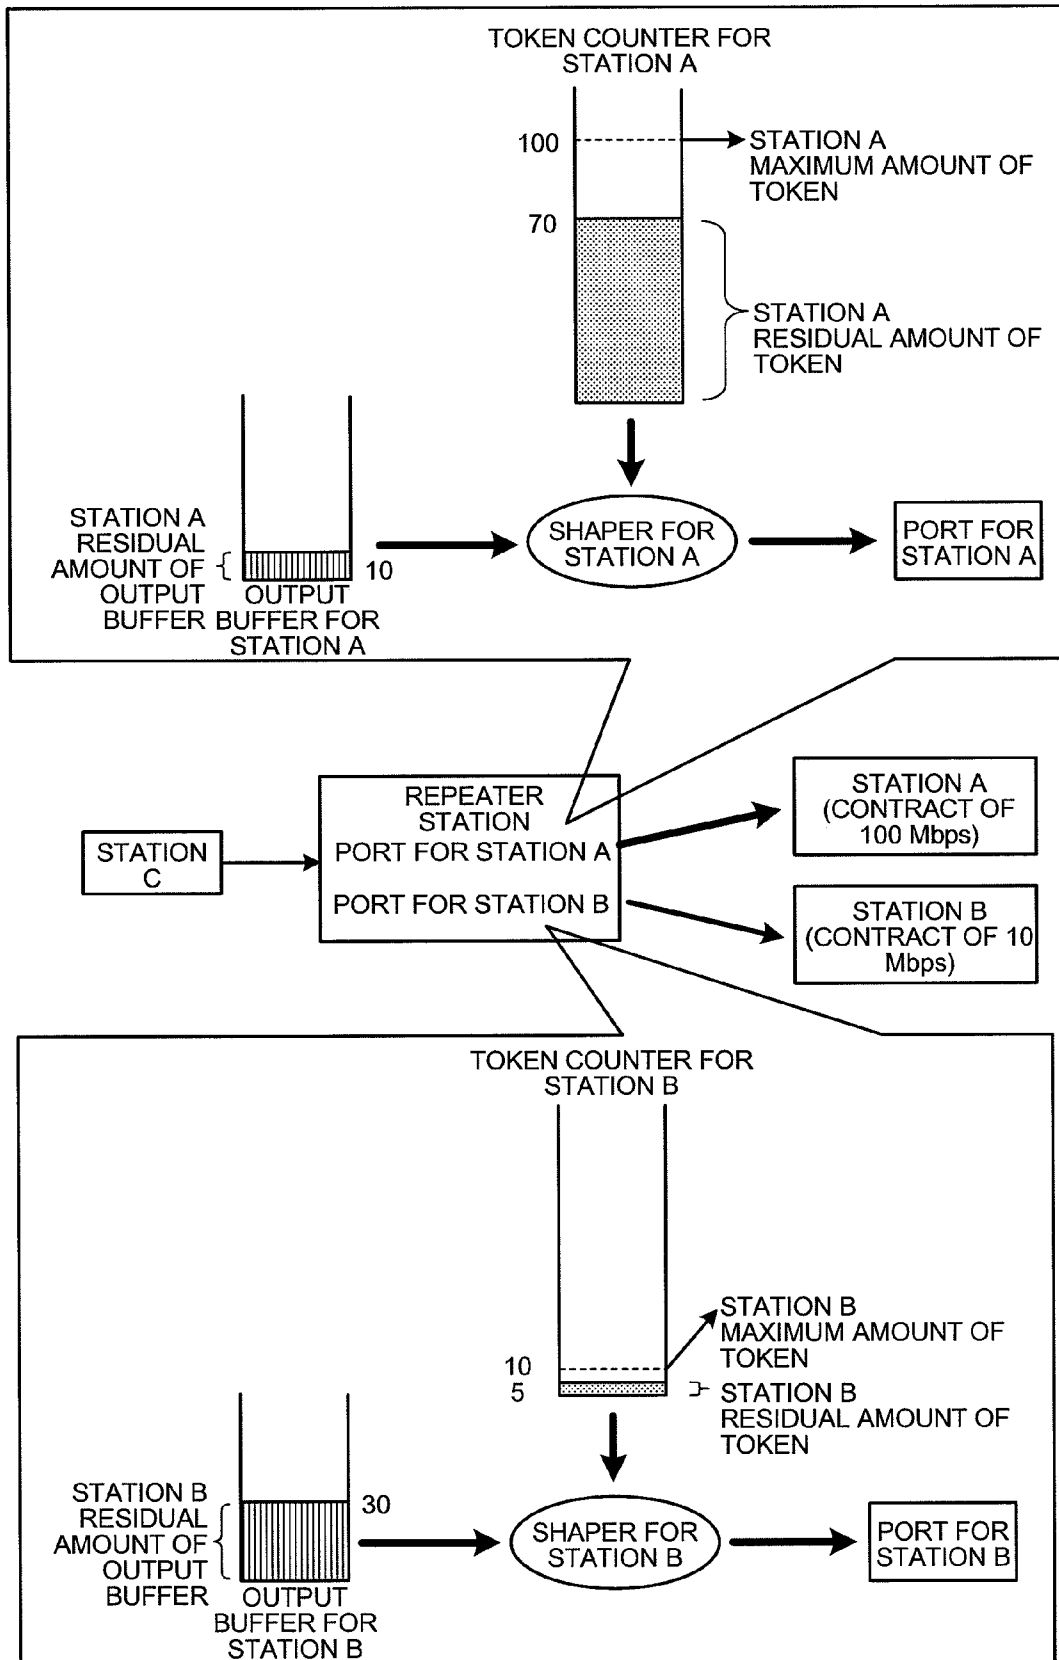 TOKEN COUNTER FOR
STATION A
100
STATION A
MAXIMUM AMOUNT OF
TOKEN
70
STATION A
RESIDUAL AMOUNT OF
TOKEN
STATION A
RESIDUAL
AMOUNT OF
OUTPUT
BUFFER
10
OUTPUT
BUFFER FOR
STATION A
SHAPER FOR
STATION A
PORT FOR
STATION A
REPEATER
STATION
PORT FOR STATION A
PORT FOR STATION B
STATION
C
STATION A
(CONTRACT OF
100 Mbps)
STATION B
(CONTRACT OF 10
Mbps)
TOKEN COUNTER FOR
STATION B
STATION B
MAXIMUM AMOUNT OF
TOKEN
10
5
STATION B
RESIDUAL AMOUNT OF
TOKEN
STATION B
RESIDUAL
AMOUNT OF
OUTPUT
BUFFER
30
OUTPUT
BUFFER FOR
STATION B
SHAPER FOR
STATION B
PORT FOR
STATION B